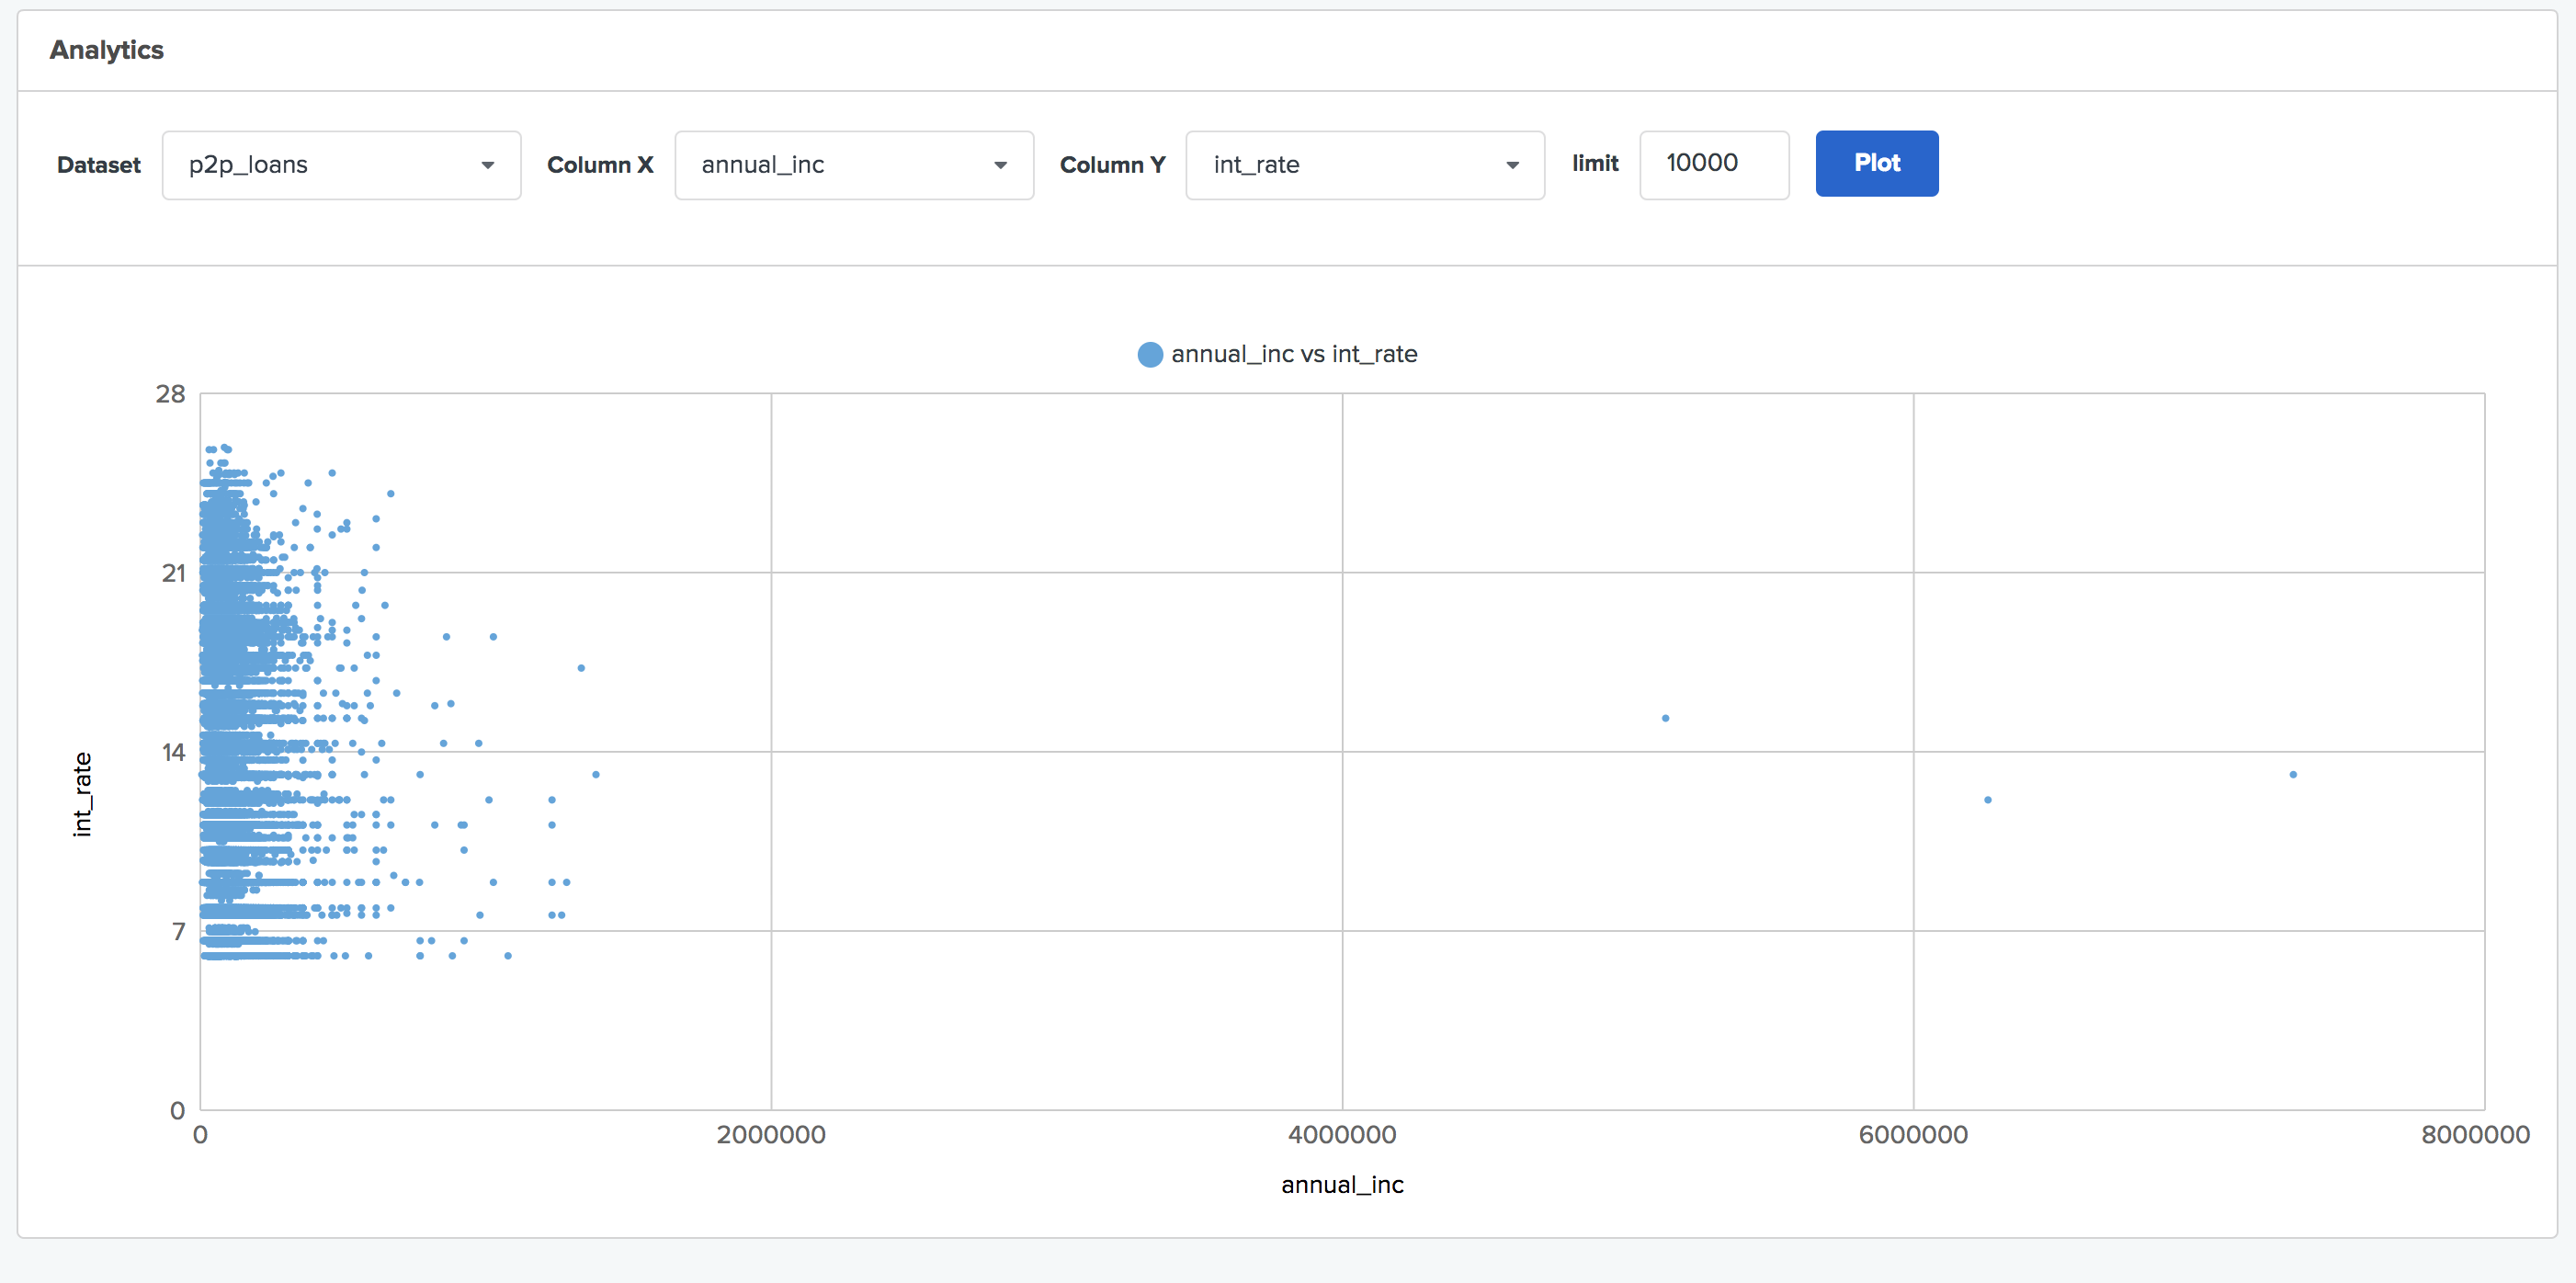 Analytics
Dataset p2p_loans Column X annual_inc Column Y int_rate limit 10000 Plot
annual_inc vs int_rate
28
21
14
7
0
int_rate
0 2000000 4000000 6000000 8000000
annual_inc